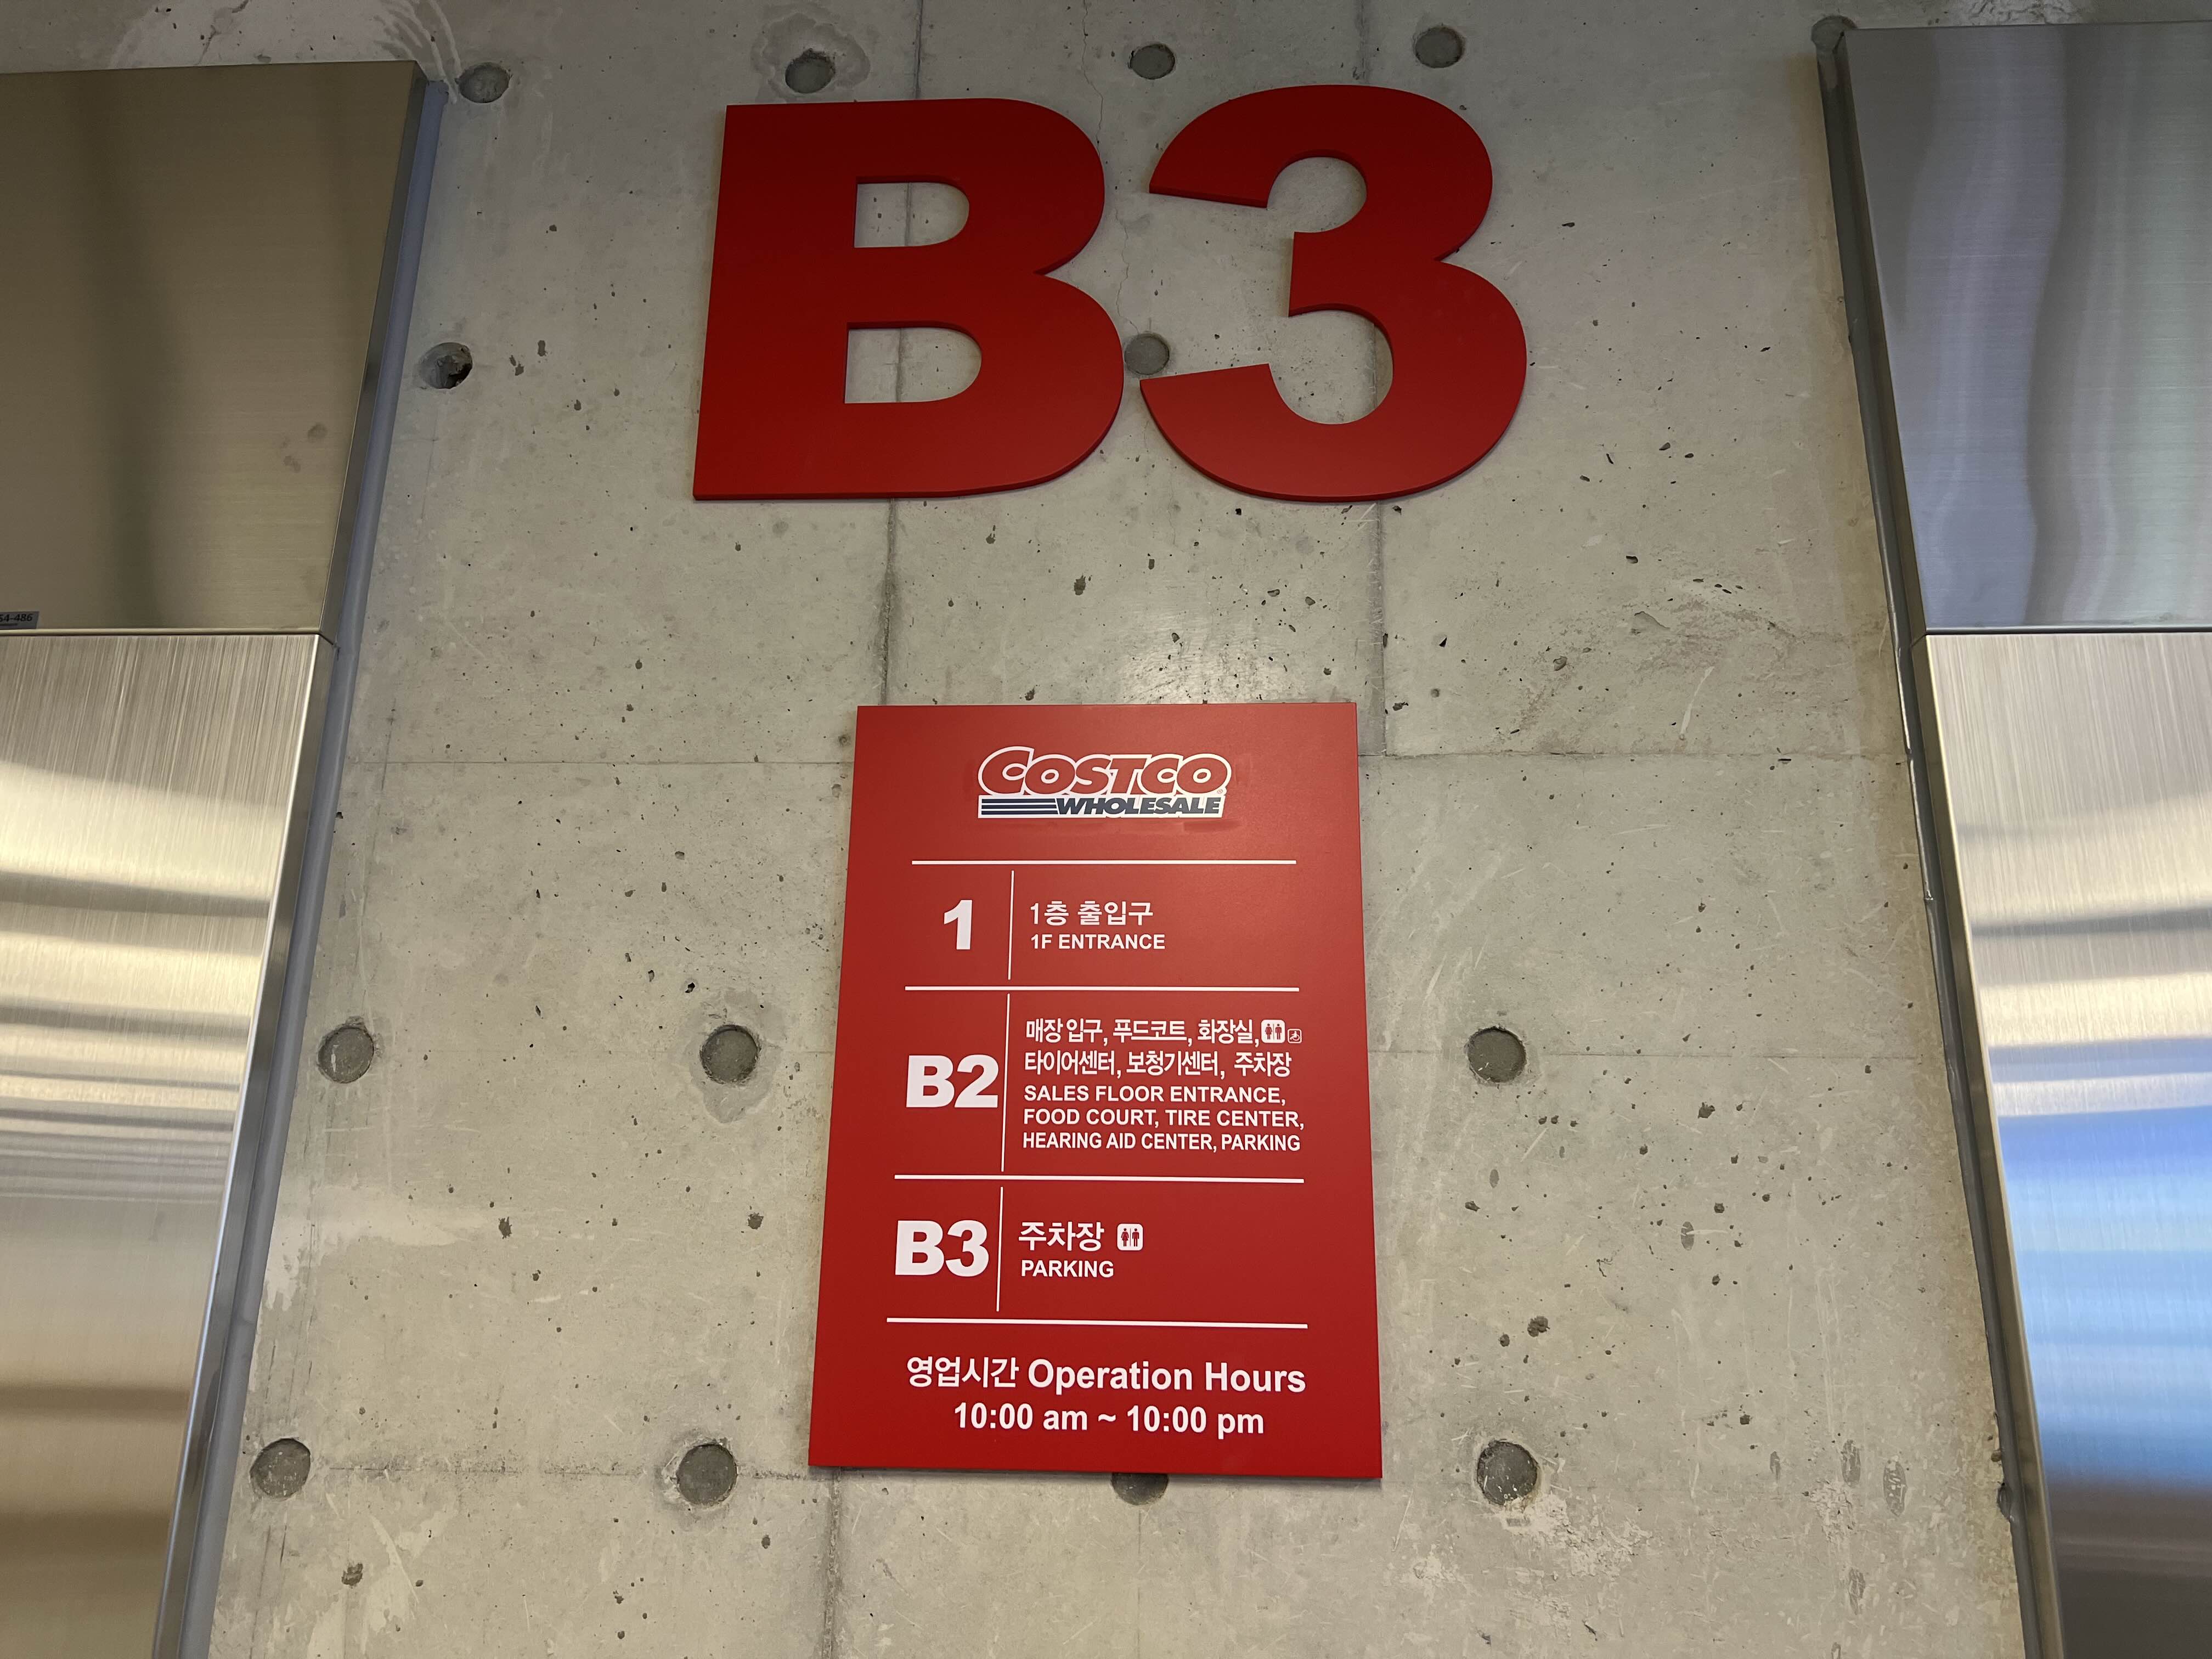 B3
COSTCO
WHOLESALE
1
1층 출입구
1F ENTRANCE
B2
매장 입구, 푸드코트, 화장실,
타이어센터, 보청기센터, 주차장
SALES FLOOR ENTRANCE,
FOOD COURT, TIRE CENTER,
HEARING AID CENTER, PARKING
B3
주차장
PARKING
영업시간 Operation Hours
10:00 am ~ 10:00 pm